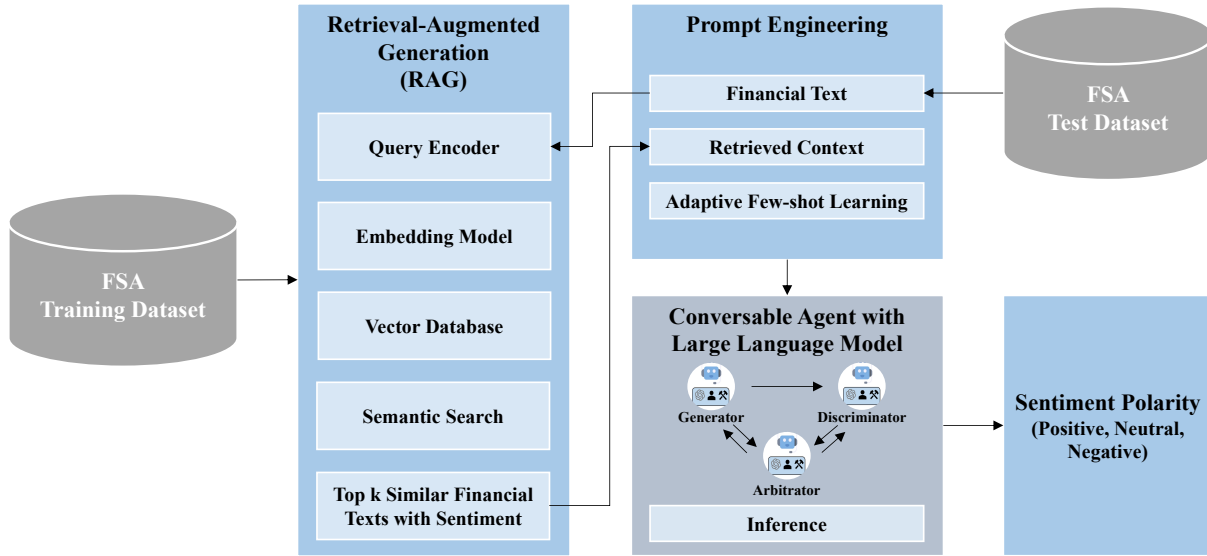 FSA
Training Dataset
Retrieval-Augmented
Generation
(RAG)
Query Encoder
Embedding Model
Vector Database
Semantic Search
Top k Similar Financial
Texts with Sentiment
Prompt Engineering
Financial Text
Retrieved Context
Adaptive Few-shot Learning
FSA
Test Dataset
Conversable Agent with
Large Language Model
Generator
Discriminator
Arbitrator
Inference
Sentiment Polarity
(Positive, Neutral,
Negative)